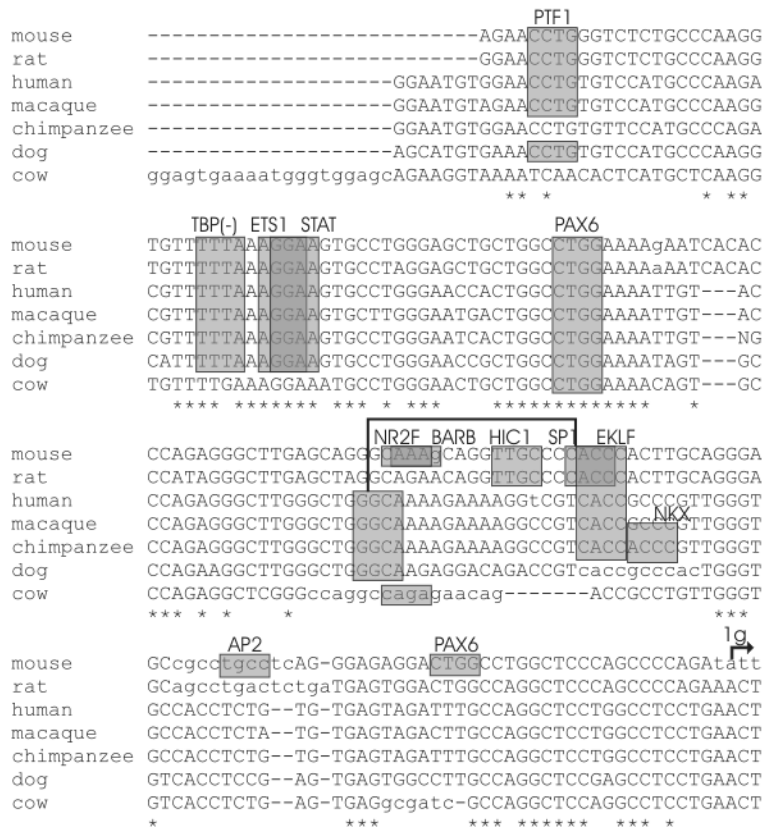 PTF1
mouse ---------------------------AGAACCTGGGTCTCTGCCCAAGG
rat ---------------------------GGAACCTGGGTCTCTGCCCAAGG
human --------------------GGAATGTGGAACCTGTGTCCATGCCCAAGG
macaque --------------------GGAATGTAGAACCTGTGTCCATGCCCAAGG
chimpanzee --------------------GGAATGTGGAACCTGTGTTCCATGCCCAGA
dog --------------------AGCATGTGAAACCTGTGTCCATGCCCAAGG
cow ggagtgaaaatgggtggagcAGAAGGTAAAATCAACACTCATGCTCAAGG
** * * **
TBP(-) ETS1 STAT PAX6
mouse TGTTTTTAAAGGAAGTGCCTGGGAGCTGCTGGCCTGGAAAAgAATCACAC
rat TGTTTTTAAAGGAAGTGCCTAGGAGCTGCTGGCCTGGAAAAaAATCACAC
human CGTTTTTAAAGGAAGTGCCTGGGAACCACTGGCCTGGAAAATTGT---AC
macaque CGTTTTTAAAGGAAGTGCTTGGGAATGACTGGCCTGGAAAATTGT---AC
chimpanzee CGTTTTTAAAGGAAGTGCCTGGGAATCACTGGCCTGGAAAATTGT---NG
dog CATTTTTAAAGGAAGTGCCTGGGAACCGCTGGCCTGGAAAATAGT---GC
cow TGTTTTGAAAGGAAATGCCTGGGAACTGCTGGCCTGGAAAACAGT---GC
**** ******* *** * *** ************* *
NR2F BARB HIC1 SP1 EKLF
mouse CCAGAGGGCTTGAGCAGGGCAAAgCAGGTTGCCCCACCCACTTGCAGGGA
rat CCATAGGGCTTGAGCTAGGCAGAACAGGTTGCCCCACCCACTTGCAGGGA
human CCAGAGGGCTTGGGCTGGGCAAAAGAAAAGGtCGTCACCGCCCGTTGGGT
NKX
macaque CCAGAGGGCTTGGGCTGGGCAAAAGAAAAGGCCGTCACCGCCCGTTGGGT
chimpanzee CCAGAGGGCTTGGGCTGGGCAAAAGAAAAGGCCGTCACCACCCGTTGGGT
dog CCAGAAGGCTTGGGCTGGGCAAGAGGACAGACCGTcaccgcccactGGGT
cow CCAGAGGCTCGGGccaggccagagagaacag-------ACCGCCTGTTGGGT
*** * * * ***
AP2 PAX6 1g
mouse GCcgcctgcctcAG-GGAGAGGACTGGCCTGGCTCCCAGCCCCAGATatt
rat GCagcctgactctgaTGAGTGGACTGGCCAGGCTCCCAGCCCCAGAAACT
human GCCACCTCTG--TG-TGAGTAGATTTGCCAGGCTCCTGGCCTCCTGAACT
macaque GCCACCTCTA--TG-TGAGTAGACTTGCCAGGCTCCTGGCCTCCTGAACT
chimpanzee GCCACCTCTG--TG-TGAGTAGATTTGCCAGGCTCCTGGCCTCCTGAACT
dog GTCACCTCCG--AG-TGAGTGGCCTTGCCAGGCTCCGAGCCTCCTGAACT
cow GTCACCTCTG--AG-TGAGgcgatc-GCCAGGCTCCAGGCCTCCTGAACT
* *** *** ****** *** *